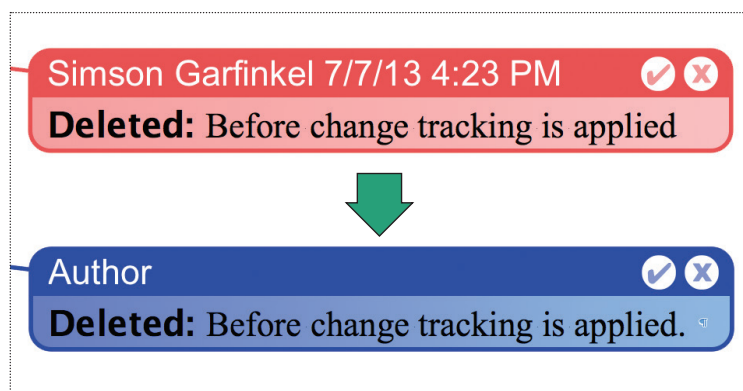 Simson Garfinkel 7/7/13 4:23 PM
Deleted: Before change tracking is applied
Author
Deleted: Before change tracking is applied. ¶